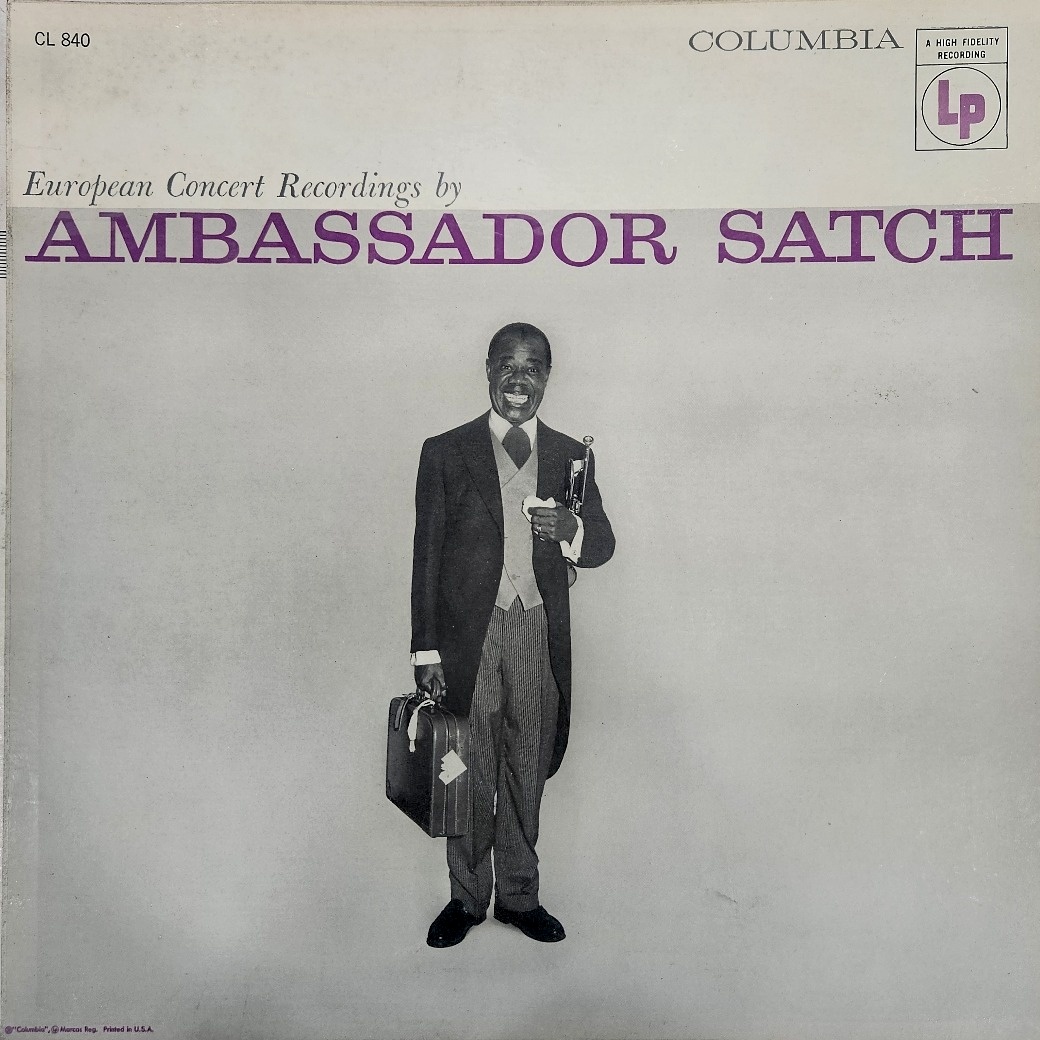 CL 840
COLUMBIA
A HIGH FIDELITY
RECORDING
Lp
European Concert Recordings by
AMBASSADOR SATCH
"Columbia", Marcas Reg. Printed in U.S.A.